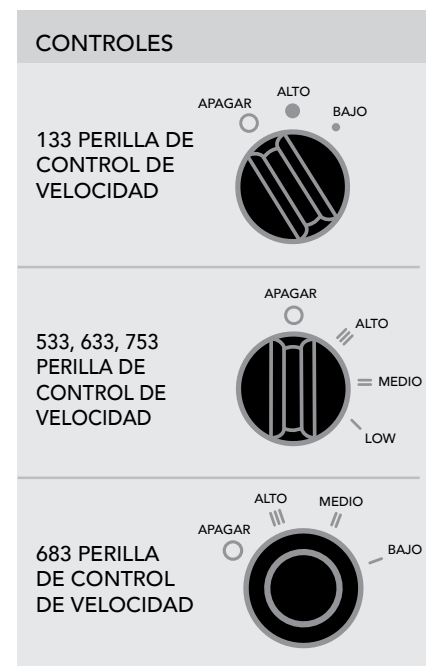 CONTROLES
133 PERILLA DE
CONTROL DE
VELOCIDAD
APAGAR
ALTO
BAJO
533, 633, 753
PERILLA DE
CONTROL DE
VELOCIDAD
APAGAR
ALTO
MEDIO
LOW
683 PERILLA
DE CONTROL
DE VELOCIDAD
APAGAR
ALTO
MEDIO
BAJO